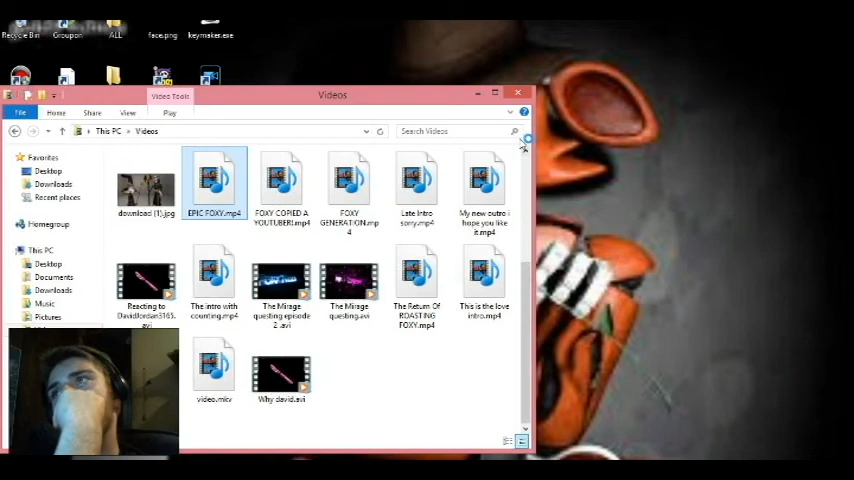 Recycle Bin
Groupon
ALL
face.png
keymaker.exe
Video Tools
Videos
File
Home
Share
View
Play
This PC
Videos
Search Videos
Favorites
Desktop
Downloads
Recent places
Homegroup
This PC
Desktop
Documents
Downloads
Music
Pictures
download (1).jpg
EPIC FOXY.mp4
FOXY COPIED A
YOUTUBER!.mp4
FOXY
GENERATION.mp
4
Late Intro
sorry.mp4
My new outro i
hope you like
it.mp4
Reacting to
DavidJordan3165.
avi
The intro with
counting.mp4
The Mirage
questing episode
2 .avi
The Mirage
questing.avi
The Return Of
ROASTING
FOXY.mp4
This is the love
intro.mp4
video.mkv
Why david.avi